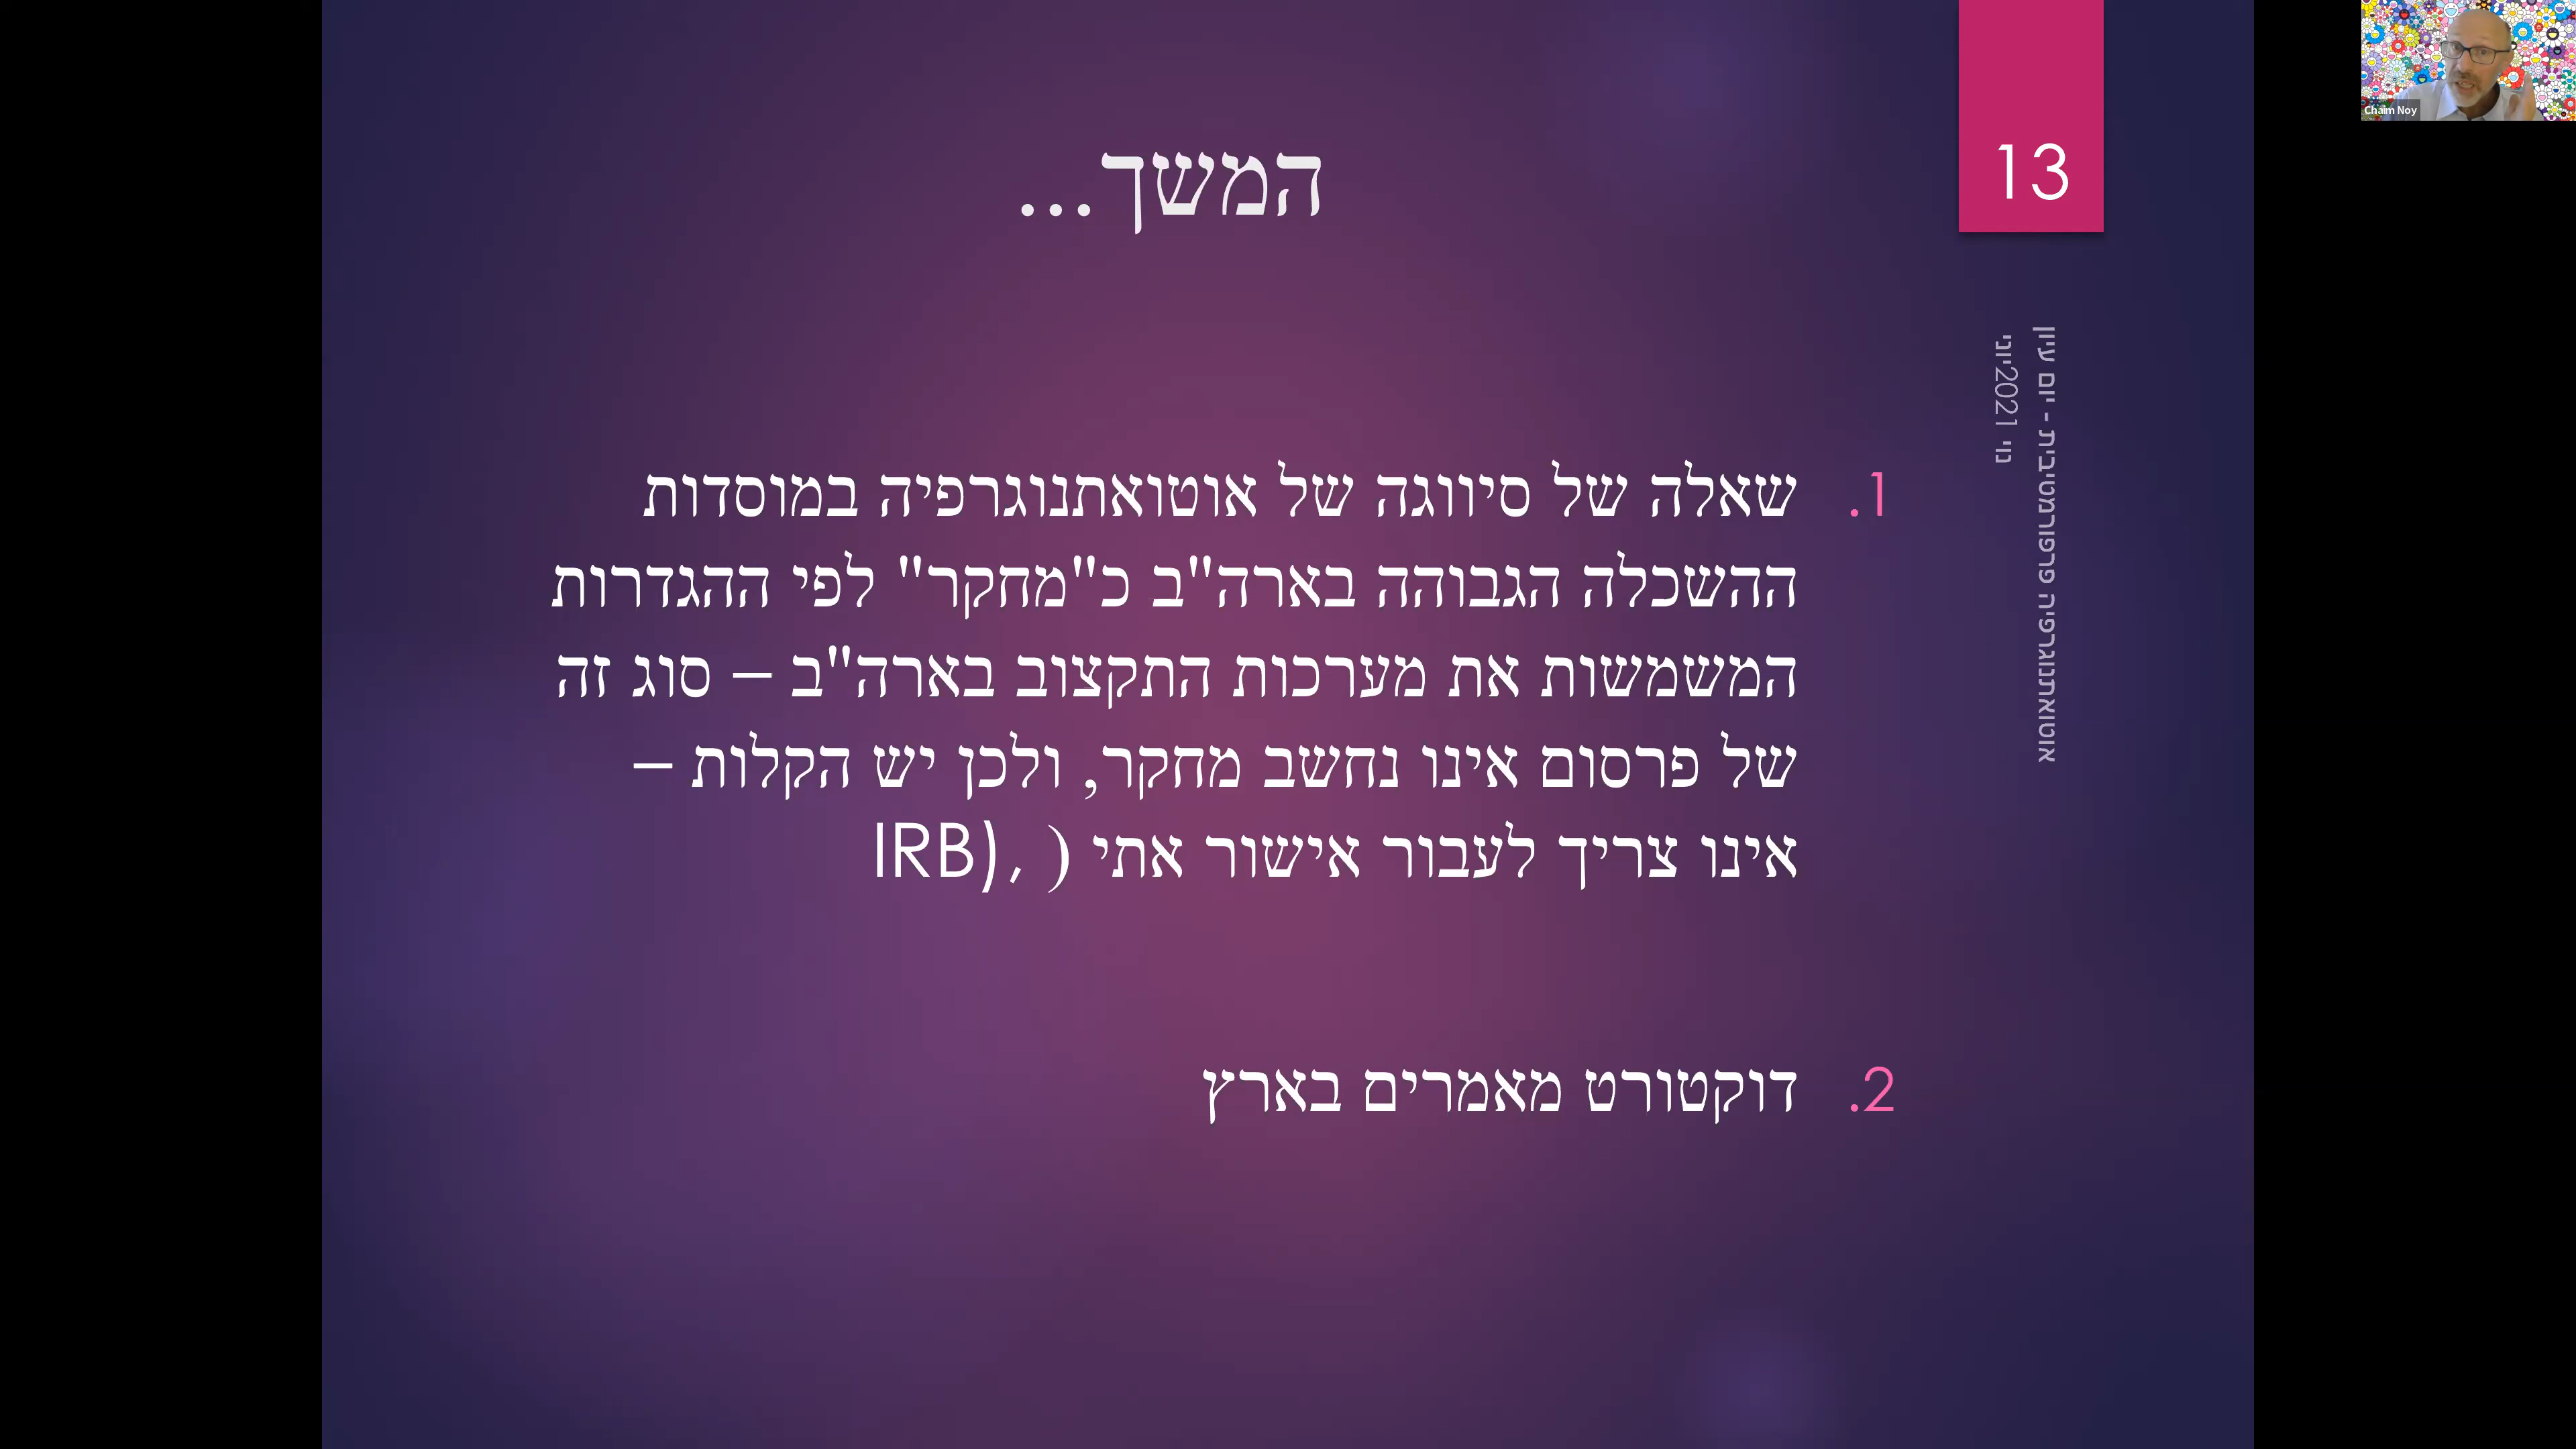 המשך...
13
1. שאלה של סיווגה של אוטואתנוגרפיה במוסדות
ההשכלה הגבוהה בארה"ב כ"מחקר" לפי ההגדרות
המשמשות את מערכות התקצוב בארה"ב – סוג זה
של פרסום אינו נחשב מחקר, ולכן יש הקלות –
אינו צריך לעבור אישור אתי ( ,(IRB
2. דוקטורט מאמרים בארץ
אוטואתנוגרפיה פרפורמטיבית - יום עיון
נוי 2021יוני
Chaim Noy